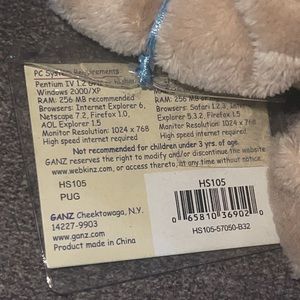 PC System Requirements
Pentium IV 1.2
Windows 2000/XP
RAM: 256 MB recommended
Browsers: Internet Explorer 6,
Netscape 7.2, Firefox 1.0,
AOL Explorer 1.5
Monitor Resolution: 1024 x 768
High speed internet required
RAM: 256 MB
Browsers: Safari 1.2.3,
Explorer 5.2.3, Firefox 1.5
Monitor Resolution: 1024 x 768
High speed internet required
Not recommended for children under 3 yrs. of age.
GANZ reserves the right to modify and/or discontinue the website
www.webkinz.com, or access thereto, at any time without notice.
HS105
PUG
GANZ Cheektowaga, N.Y.
14227-9903
www.ganz.com
Product made in China
HS105
0 65810 36902 0
HS105-57050-B32